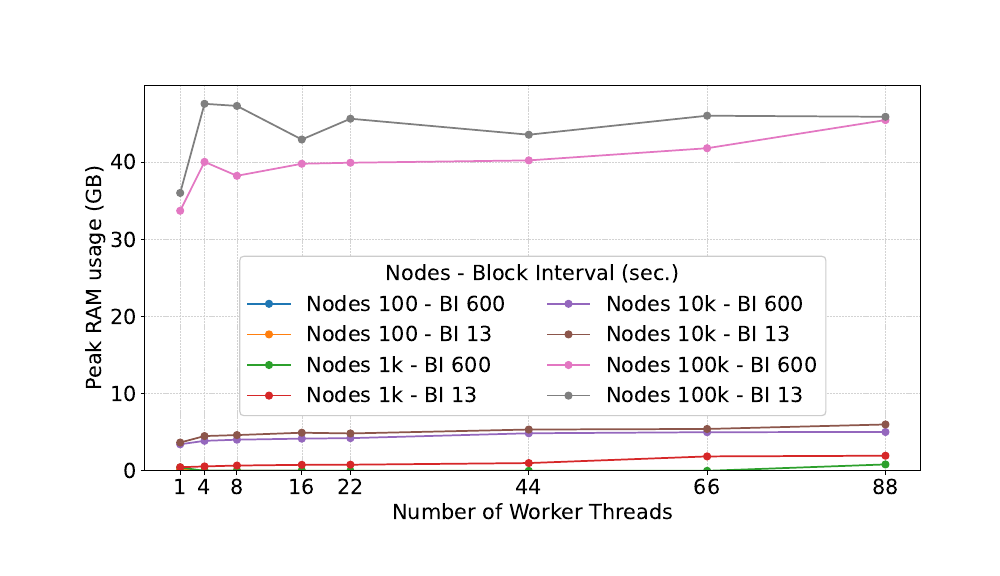 Peak RAM usage (GB)
40
30
20
10
0
Nodes - Block Interval (sec.)
Nodes 100 - BI 600
Nodes 100 - BI 13
Nodes 1k - BI 600
Nodes 1k - BI 13
Nodes 10k - BI 600
Nodes 10k - BI 13
Nodes 100k - BI 600
Nodes 100k - BI 13
1 4 8 16 22 44 66 88
Number of Worker Threads